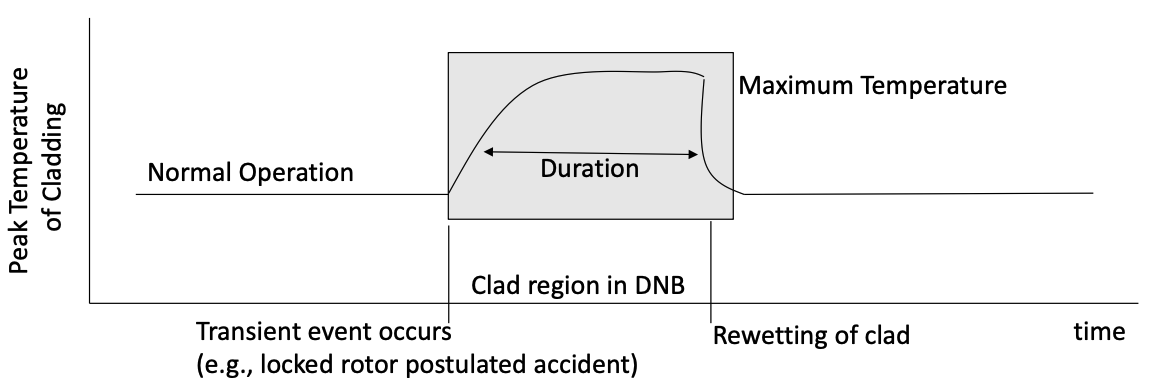 Peak Temperature
of Cladding
Normal Operation
Maximum Temperature
Duration
Clad region in DNB
Transient event occurs
(e.g., locked rotor postulated accident)
Rewetting of clad
time